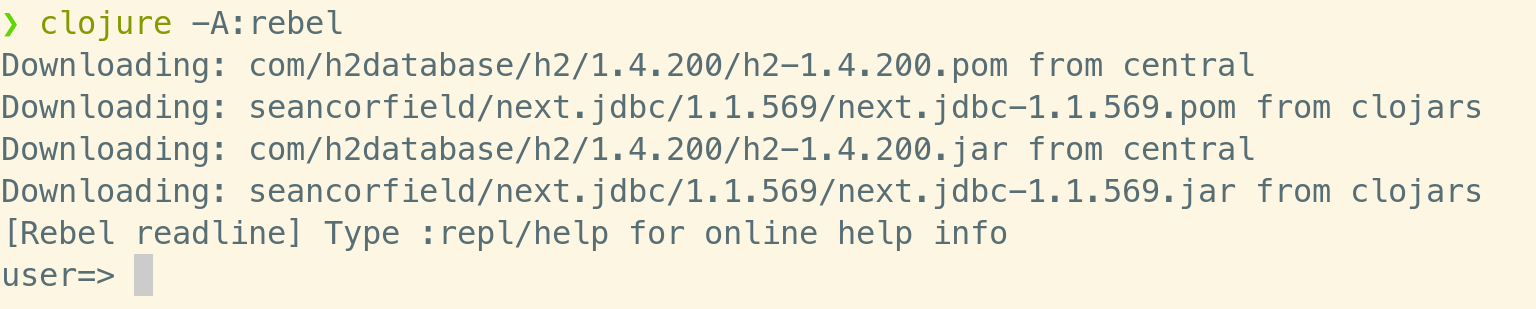 ❯ clojure -A:rebel
Downloading: com/h2database/h2/1.4.200/h2-1.4.200.pom from central
Downloading: seancorfield/next.jdbc/1.1.569/next.jdbc-1.1.569.pom from clojars
Downloading: com/h2database/h2/1.4.200/h2-1.4.200.jar from central
Downloading: seancorfield/next.jdbc/1.1.569/next.jdbc-1.1.569.jar from clojars
[Rebel readline] Type :repl/help for online help info
user=>